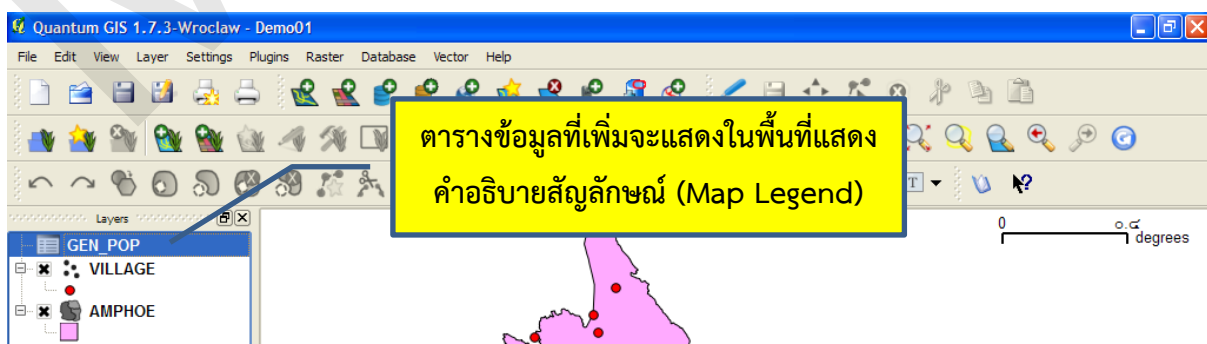 Quantum GIS 1.7.3-Wroclaw - Demo01
File Edit View Layer Settings Plugins Raster Database Vector Help
ตารางข้อมูลที่เพิ่มจะแสดงในพื้นที่แสดง
คำอธิบายสัญลักษณ์ (Map Legend)
T
Layers
0 ๐.๔
degrees
GEN_POP
VILLAGE
AMPHOE